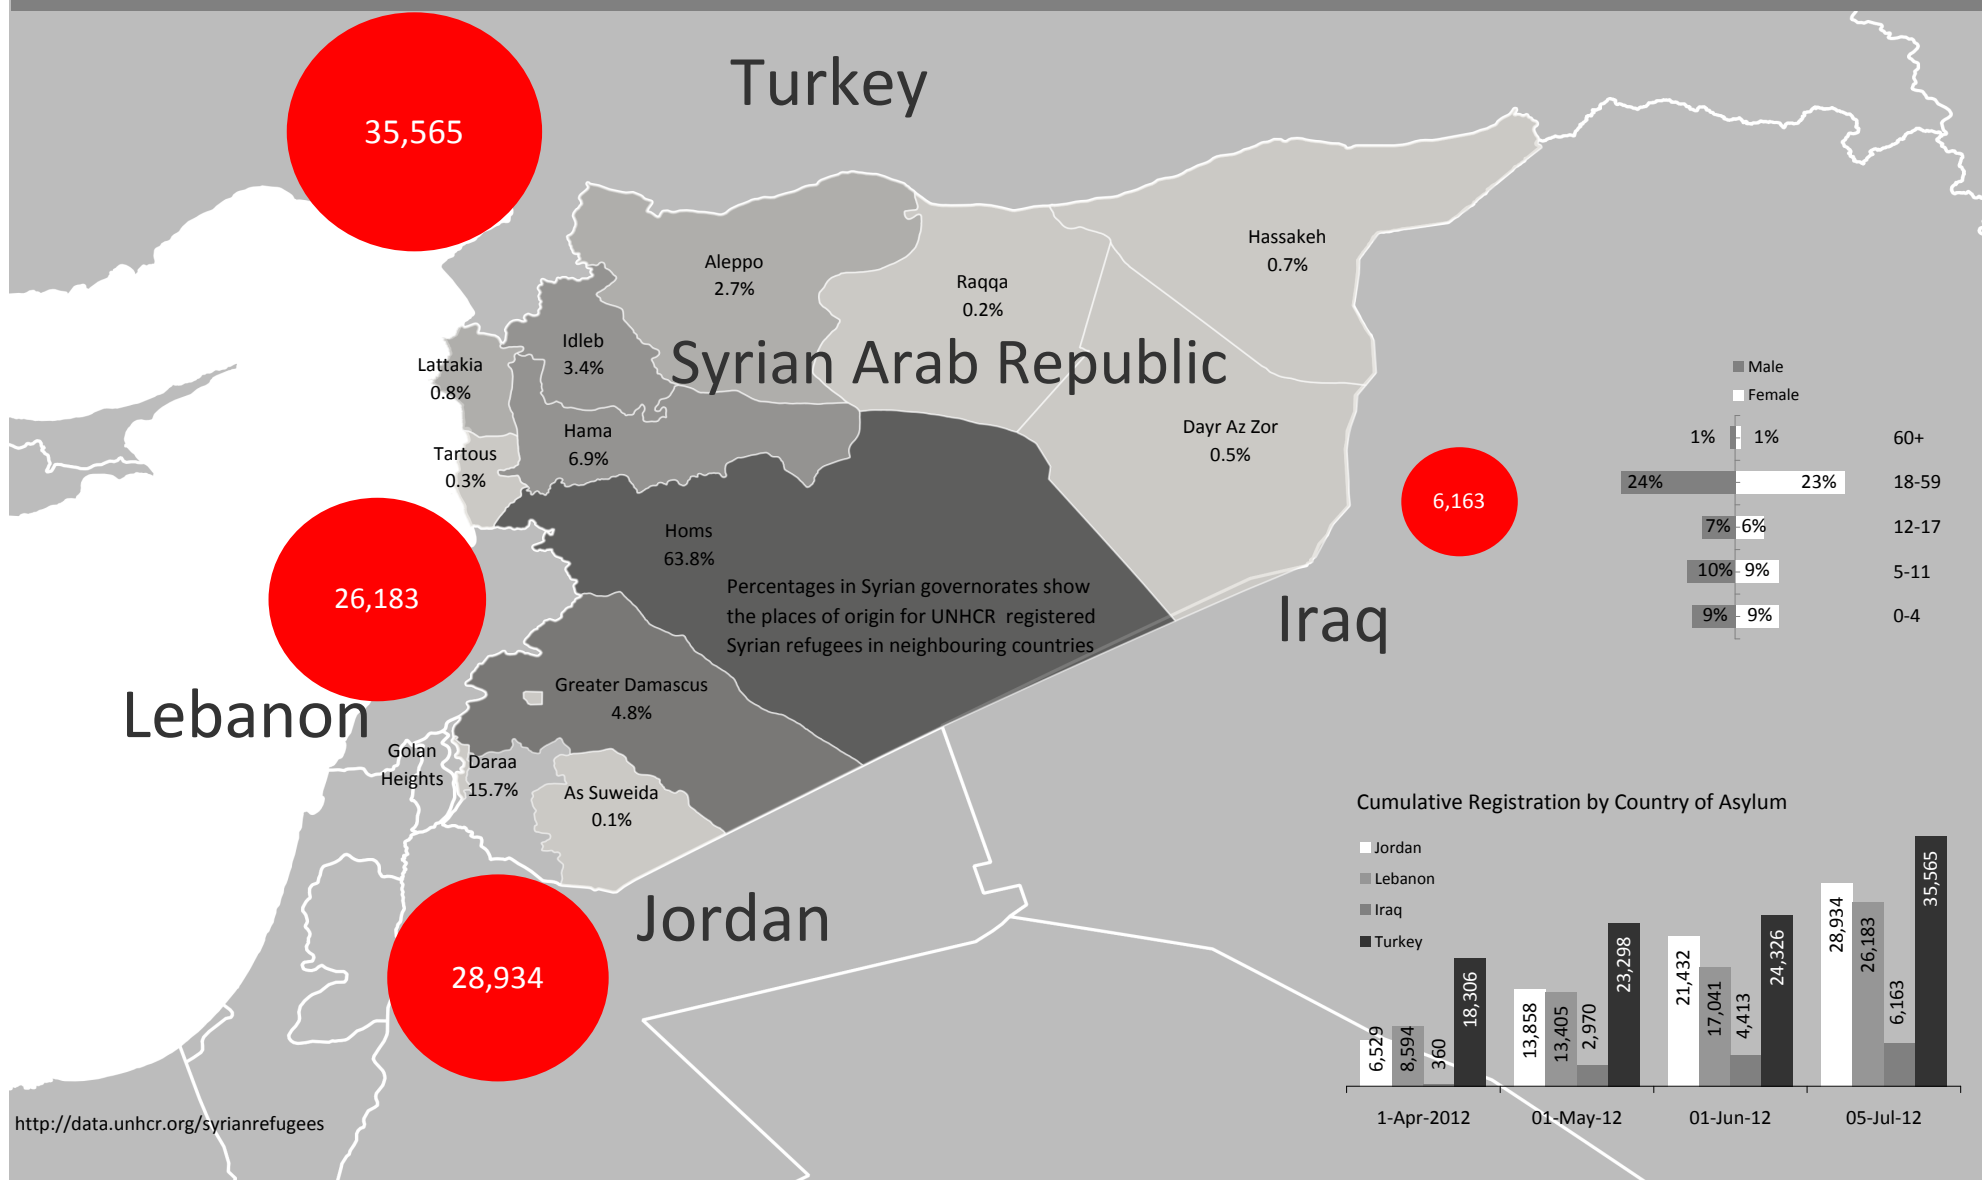 Turkey
35,565
Hassakeh
0.7%
Aleppo
2.7%
Raqqa
0.2%
Idleb
3.4%
Syrian Arab Republic
Lattakia
0.8%
Hama
6.9%
Tartous
0.3%
Dayr Az Zor
0.5%
6,163
Homs
63.8%
Percentages in Syrian governorates show
the places of origin for UNHCR registered
Syrian refugees in neighbouring countries
Iraq
26,183
Lebanon
Greater Damascus
4.8%
Golan
Heights
Daraa
15.7%
As Suweida
0.1%
Jordan
28,934
http://data.unhcr.org/syrianrefugees
Male
Female
1% 1% 60+
24% 23% 18-59
7% 6% 12-17
10% 9% 5-11
9% 9% 0-4
Cumulative Registration by Country of Asylum
Jordan
Lebanon
Iraq
Turkey
6,529
8,594
360
18,306
13,858
13,405
2,970
23,298
21,432
17,041
4,413
24,326
28,934
26,183
6,163
35,565
1-Apr-2012 01-May-12 01-Jun-12 05-Jul-12